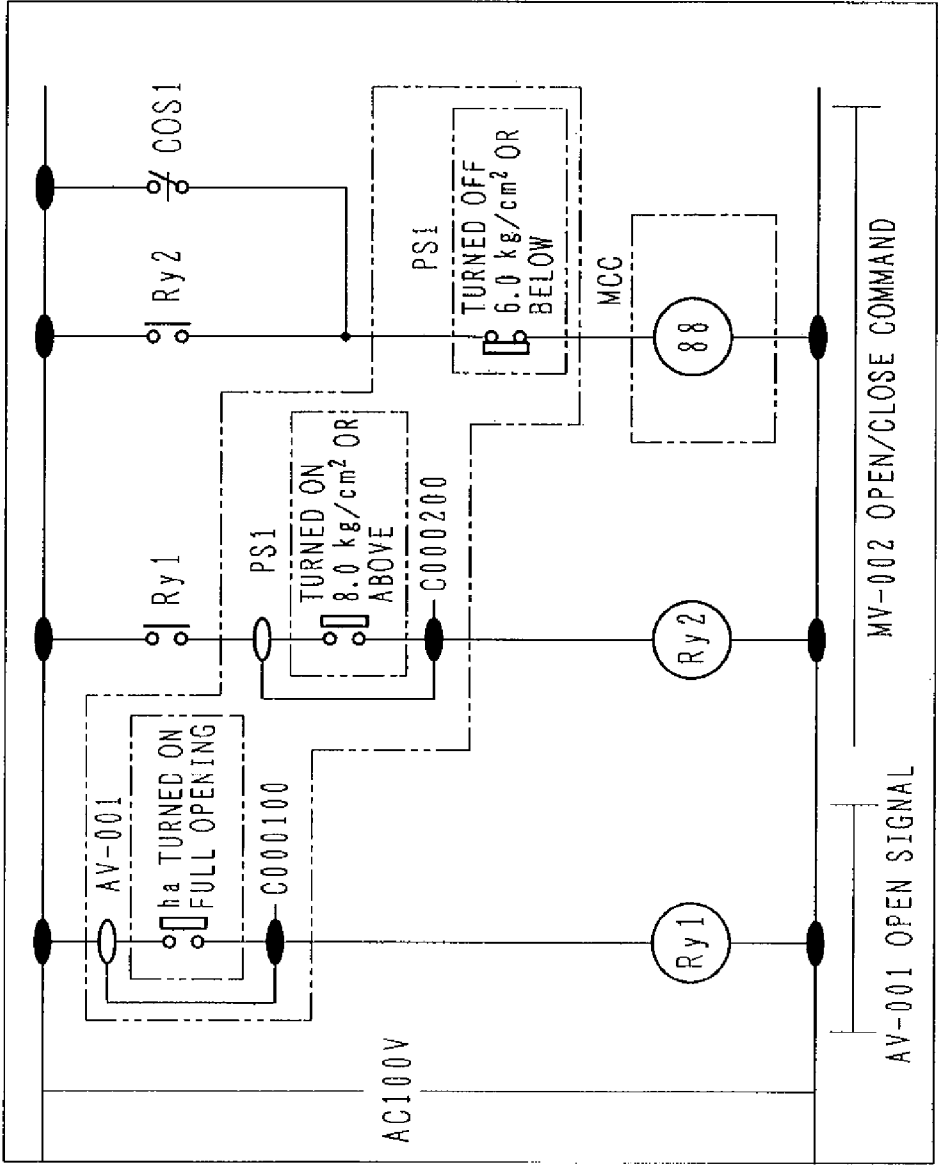 AC100V
AV-001
ha TURNED ON
FULL OPENING
C000100
Ry1
AV-001 OPEN SIGNAL
Ry1
PS1
TURNED ON
8.0 kg/cm² OR
ABOVE
C000200
Ry2
Ry2
COS1
PS1
TURNED OFF
6.0 kg/cm² OR
BELOW
MCC
88
MV-002 OPEN/CLOSE COMMAND